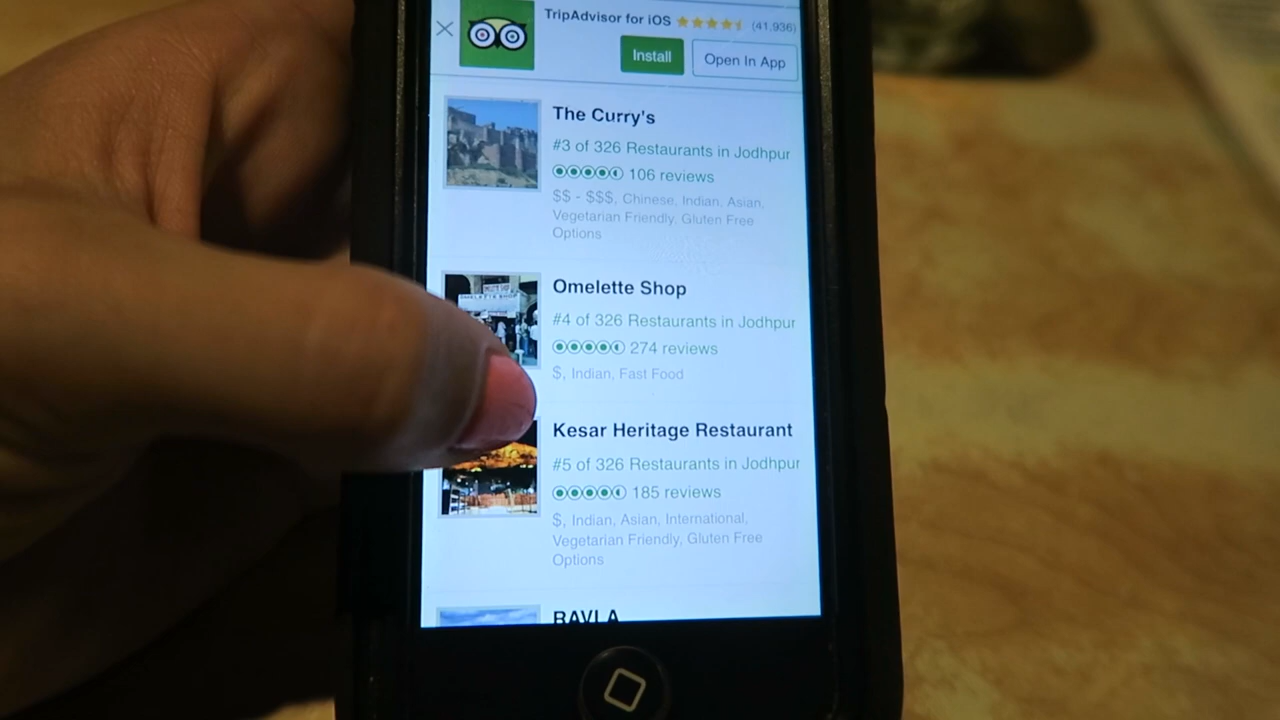 TripAdvisor for iOS (41,936)
Install Open In App
The Curry's
#3 of 326 Restaurants in Jodhpur
106 reviews
$$ - $$$, Chinese, Indian, Asian,
Vegetarian Friendly, Gluten Free
Options
OMELETTE SHOP
Omelette Shop
#4 of 326 Restaurants in Jodhpur
274 reviews
$, Indian, Fast Food
Kesar Heritage Restaurant
#5 of 326 Restaurants in Jodhpur
185 reviews
$, Indian, Asian, International,
Vegetarian Friendly, Gluten Free
Options
RAVLA